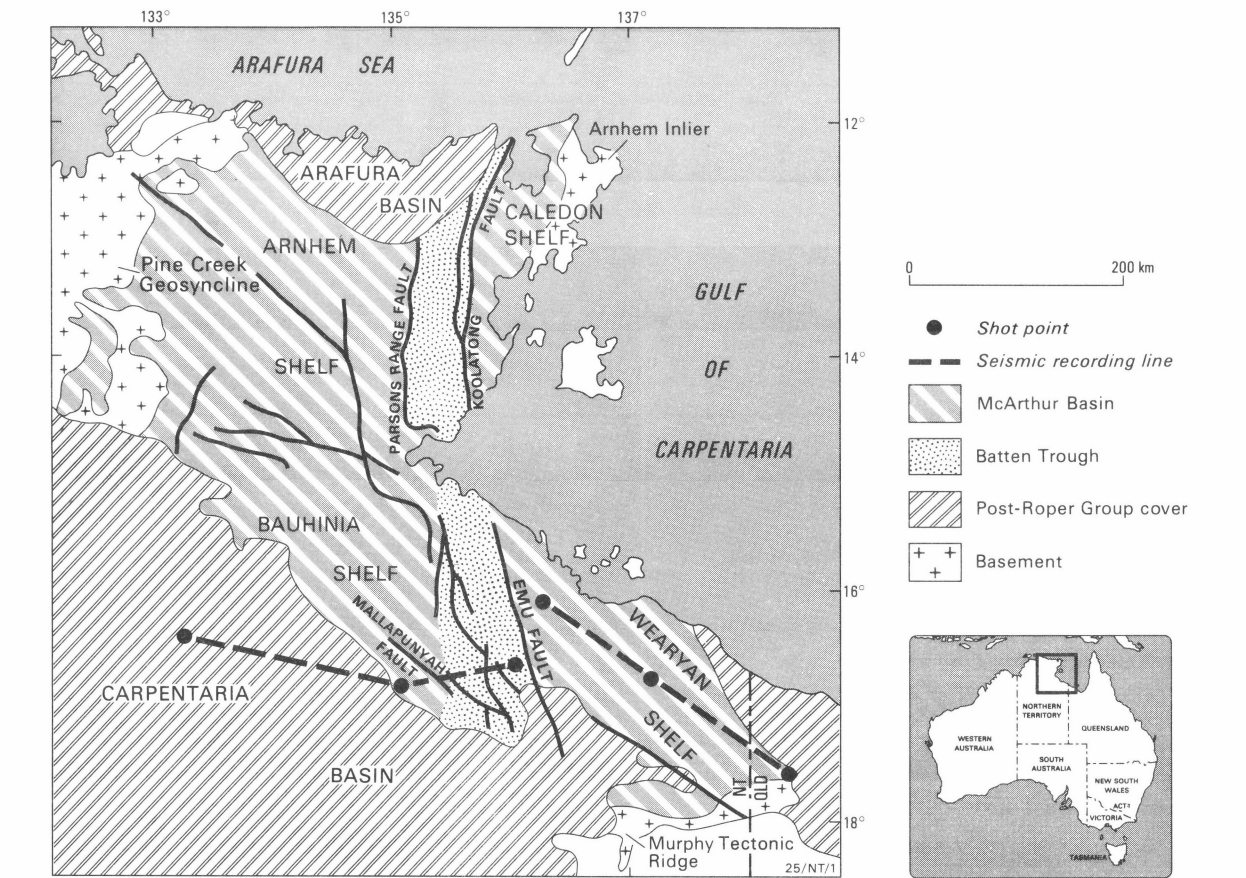 133°
135°
137°
ARAFURA SEA
12°
Arnhem Inlier
ARAFURA
BASIN
FAULT
CALEDON
SHELF
ARNHEM
Pine Creek
Geosyncline
PARSONS RANGE FAULT
KOOLATONG
GULF
OF
CARPENTARIA
SHELF
14°
BAUHINIA
SHELF
MALLAPUNYAH
FAULT
EMU FAULT
16°
WEARYAN
SHELF
CARPENTARIA
BASIN
NT
QLD
18°
Murphy Tectonic
Ridge
25/NT/1
0
200 km
Shot point
Seismic recording line
McArthur Basin
Batten Trough
Post-Roper Group cover
Basement
NORTHERN
TERRITORY
QUEENSLAND
WESTERN
AUSTRALIA
SOUTH
AUSTRALIA
NEW SOUTH
WALES
ACT
VICTORIA
TASMANIA